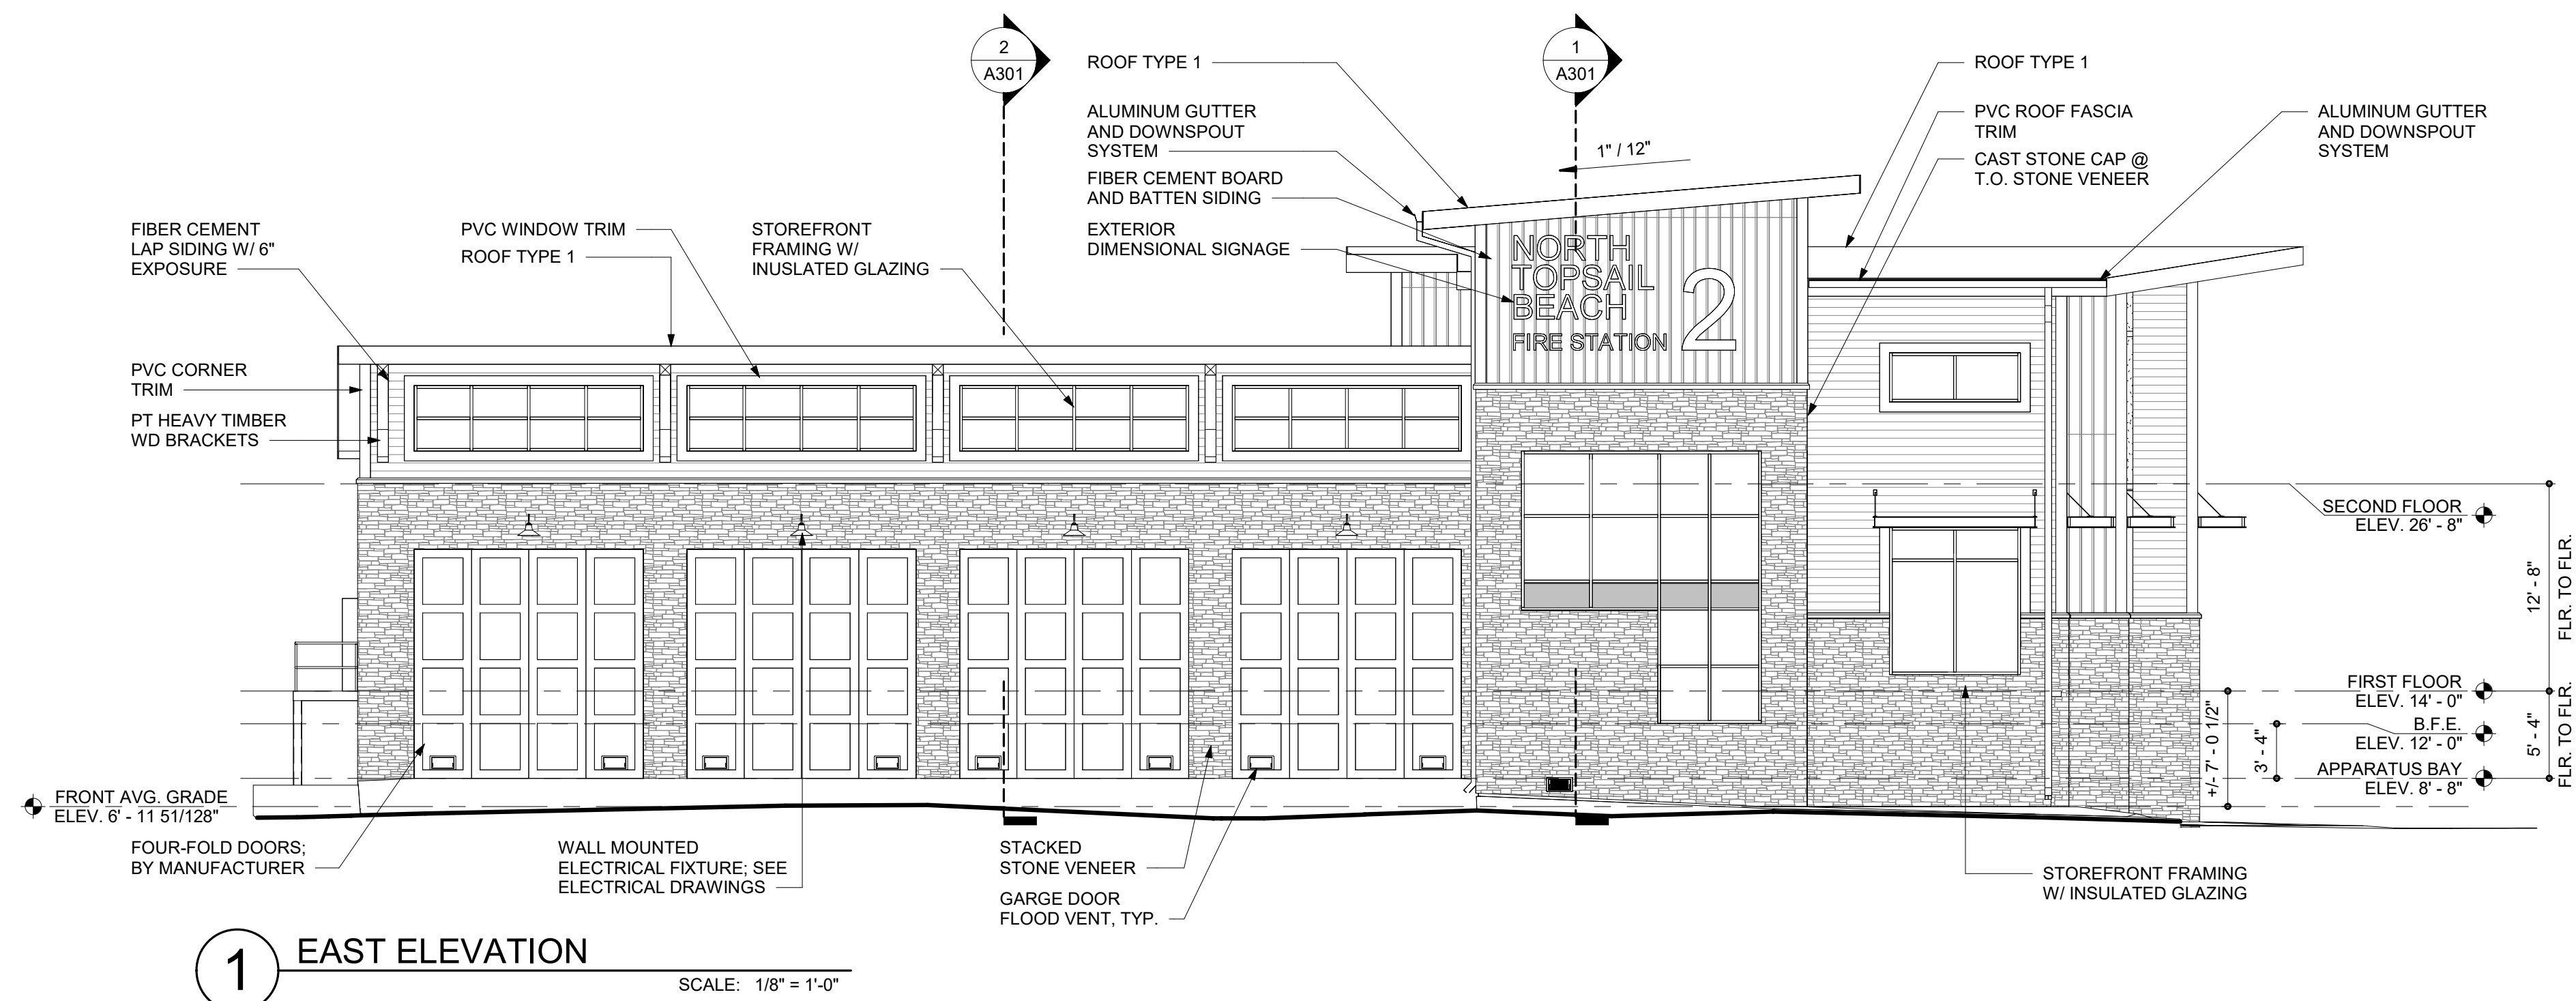 2
A301
1
A301
ROOF TYPE 1
ALUMINUM GUTTER
AND DOWNSPOUT
SYSTEM
FIBER CEMENT BOARD
AND BATTEN SIDING
EXTERIOR
DIMENSIONAL SIGNAGE
1" / 12"
ROOF TYPE 1
PVC ROOF FASCIA
TRIM
CAST STONE CAP @
T.O. STONE VENEER
ALUMINUM GUTTER
AND DOWNSPOUT
SYSTEM
FIBER CEMENT
LAP SIDING W/ 6"
EXPOSURE
PVC WINDOW TRIM
ROOF TYPE 1
STOREFRONT
FRAMING W/
INUSLATED GLAZING
NORTH
TOPSAIL
BEACH
FIRE STATION
2
PVC CORNER
TRIM
PT HEAVY TIMBER
WD BRACKETS
SECOND FLOOR
ELEV. 26' - 8"
12' - 8"
FLR. TO FLR.
FIRST FLOOR
ELEV. 14' - 0"
B.F.E.
ELEV. 12' - 0"
APPARATUS BAY
ELEV. 8' - 8"
+/- 7' - 0 1/2"
3' - 4"
5' - 4"
FLR. TO FLR.
FRONT AVG. GRADE
ELEV. 6' - 11 51/128"
FOUR-FOLD DOORS;
BY MANUFACTURER
WALL MOUNTED
ELECTRICAL FIXTURE; SEE
ELECTRICAL DRAWINGS
STACKED
STONE VENEER
GARGE DOOR
FLOOD VENT, TYP.
STOREFRONT FRAMING
W/ INSULATED GLAZING
1
EAST ELEVATION
SCALE: 1/8" = 1'-0"